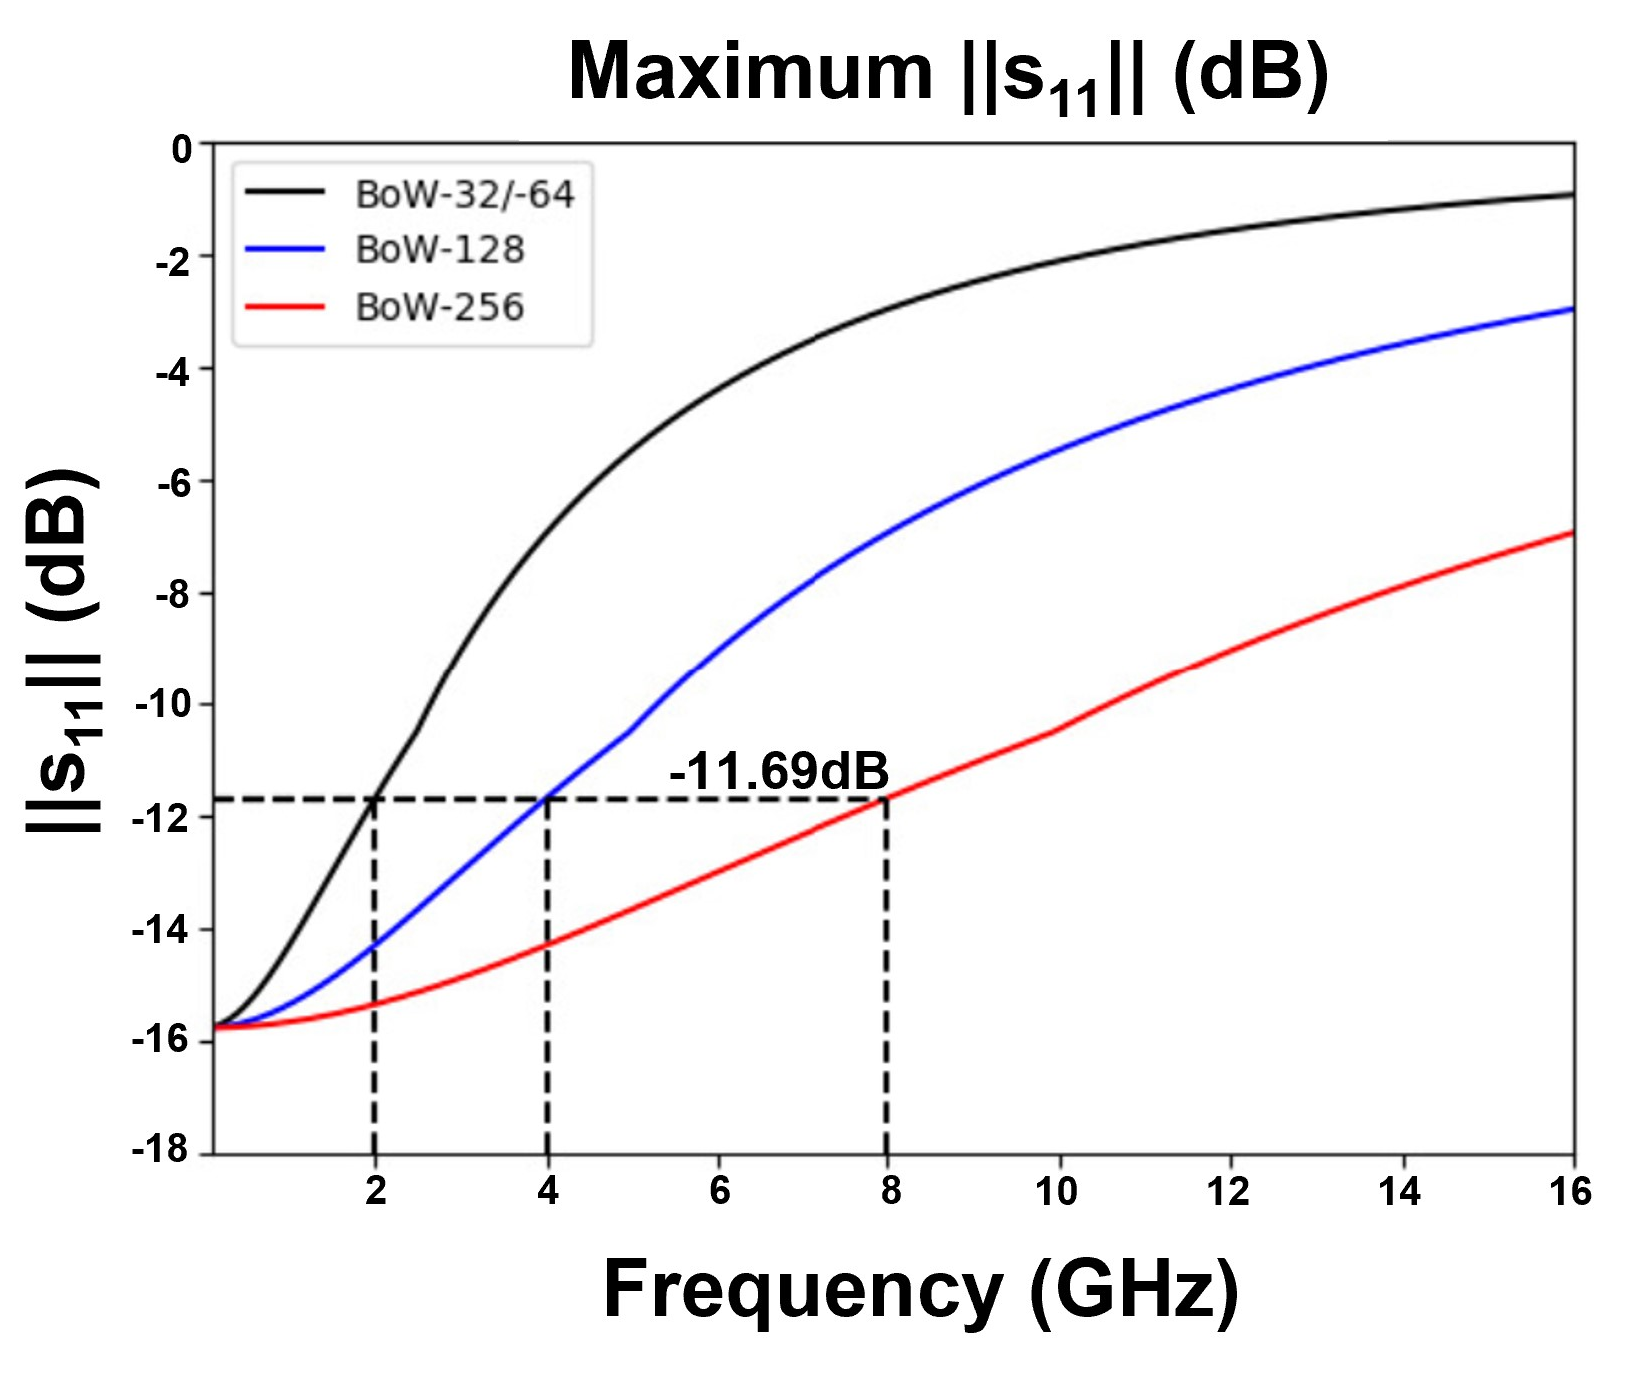 Maximum ||s₁₁|| (dB)
0
-2
-4
-6
-8
-10
-12
-14
-16
-18
||s₁₁|| (dB)
BoW-32/-64
BoW-128
BoW-256
-11.69dB
2 4 6 8 10 12 14 16
Frequency (GHz)